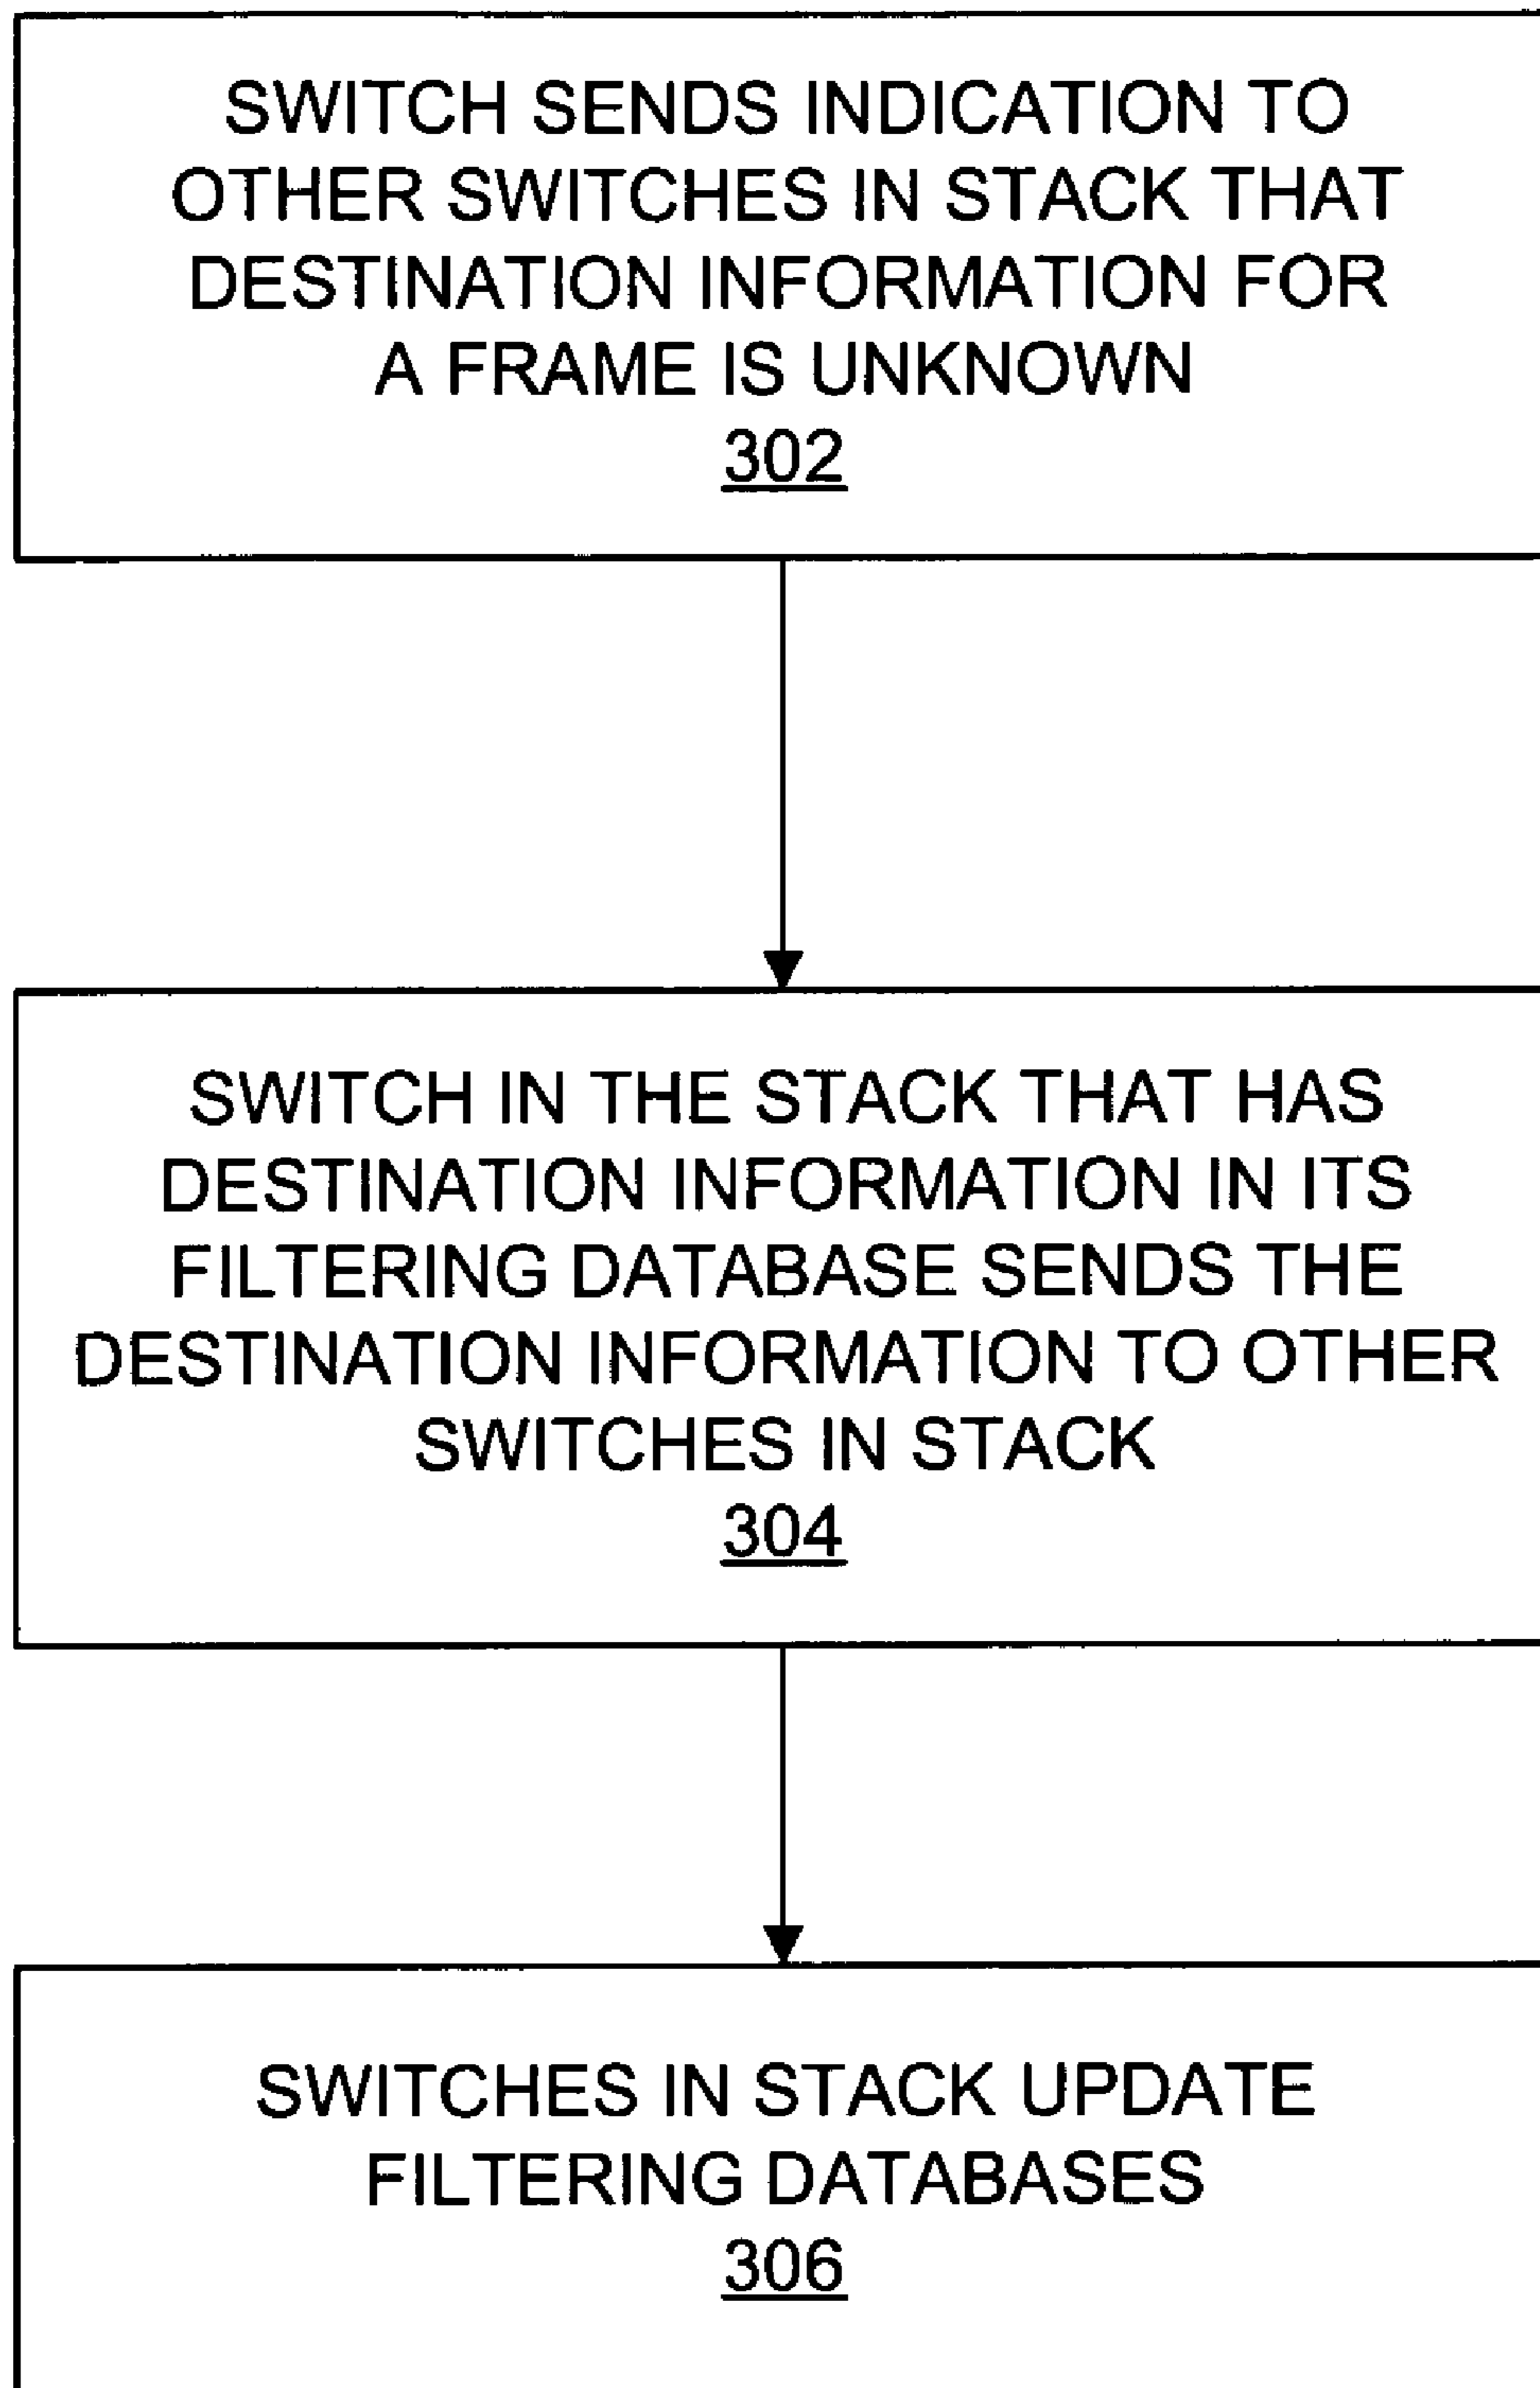 SWITCH SENDS INDICATION TO
OTHER SWITCHES IN STACK THAT
DESTINATION INFORMATION FOR
A FRAME IS UNKNOWN
302
SWITCH IN THE STACK THAT HAS
DESTINATION INFORMATION IN ITS
FILTERING DATABASE SENDS THE
DESTINATION INFORMATION TO OTHER
SWITCHES IN STACK
304
SWITCHES IN STACK UPDATE
FILTERING DATABASES
306